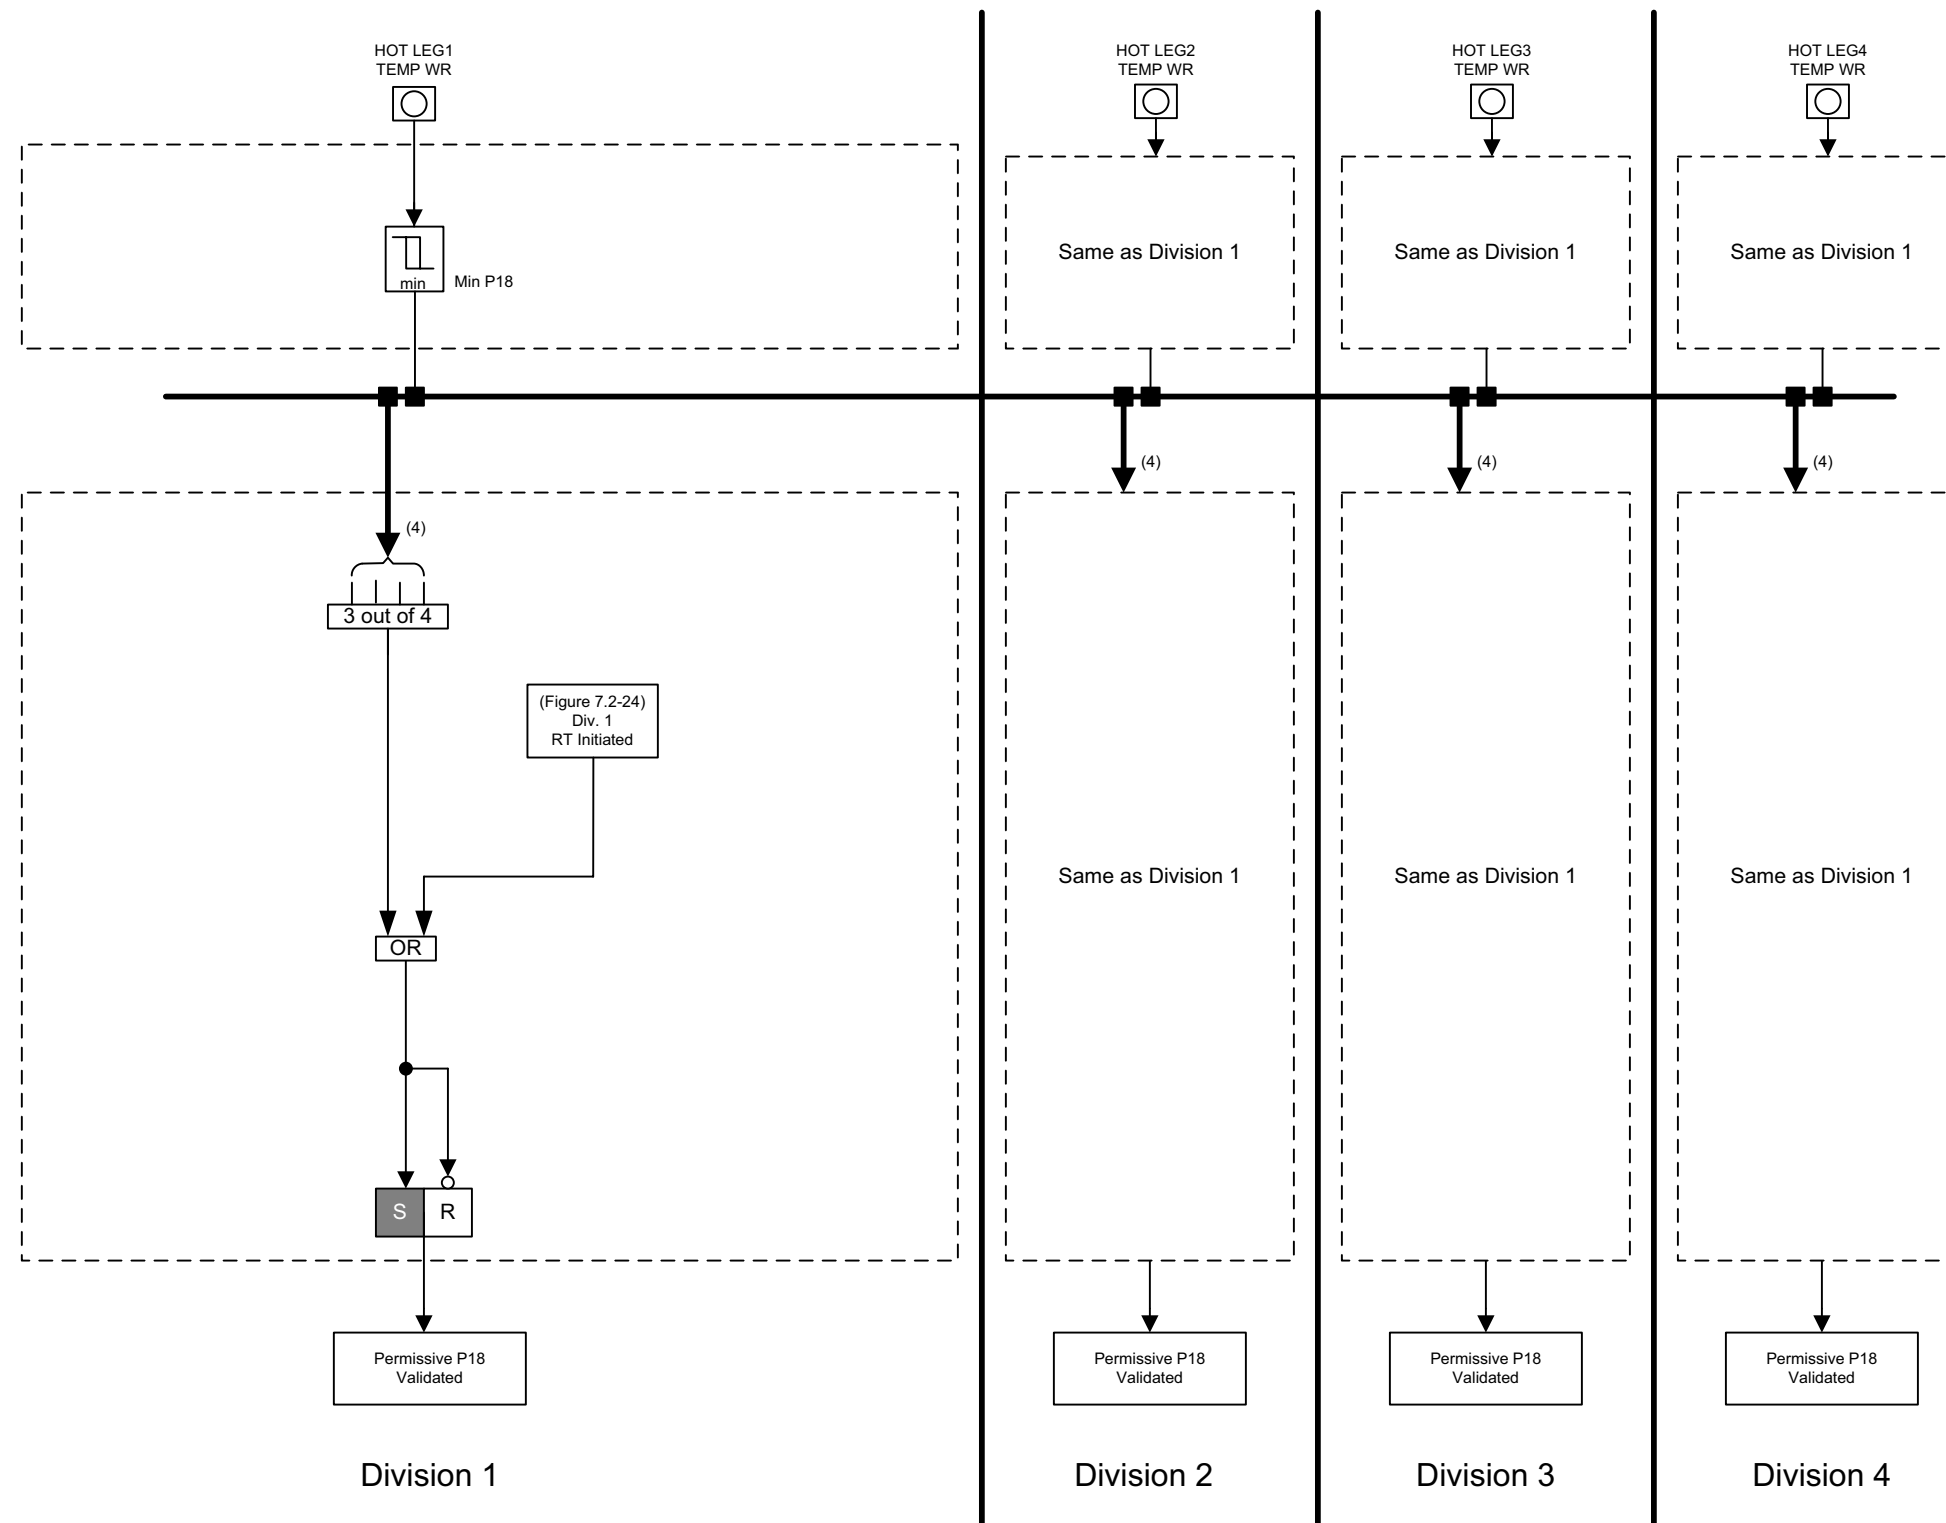 HOT LEG1
TEMP WR
HOT LEG2
TEMP WR
HOT LEG3
TEMP WR
HOT LEG4
TEMP WR
min
Min P18
Same as Division 1
Same as Division 1
Same as Division 1
(4)
(4)
(4)
(4)
3 out of 4
(Figure 7.2-24)
Div. 1
RT Initiated
Same as Division 1
Same as Division 1
Same as Division 1
OR
S
R
Permissive P18
Validated
Permissive P18
Validated
Permissive P18
Validated
Permissive P18
Validated
Division 1
Division 2
Division 3
Division 4